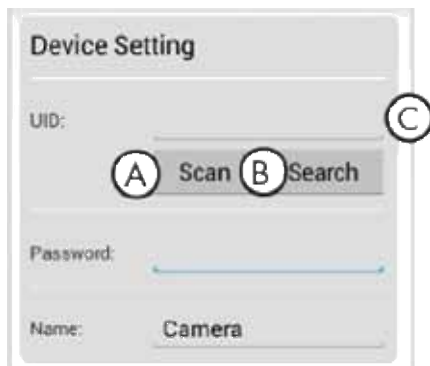 Device Setting
UID:
C
A Scan B Search
Password:
Name: Camera